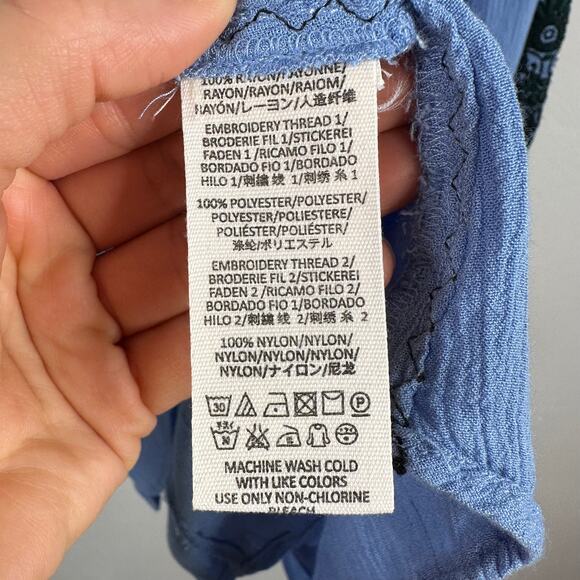 100% RAYON/RAYONNE/
RAYON/RAYON/RAIOM/
RAYÓN/レーヨン/人造纤维
EMBROIDERY THREAD 1/
BRODERIE FIL 1/STICKEREI
FADEN 1/RICAMO FILO 1/
BORDADO FIO 1/BORDADO
HILO 1/刺繍 线 1/刺绣 糸 1
100% POLYESTER/POLYESTER/
POLYESTER/POLIESTERE/
POLIÉSTER/POLIÉSTER/
涤纶/ポリエステル
EMBROIDERY THREAD 2/
BRODERIE FIL 2/STICKEREI
FADEN 2/RICAMO FILO 2/
BORDADO FIO 2/BORDADO
HILO 2/刺繍 线 2/刺绣 糸 2
100% NYLON/NYLON/
NYLON/NYLON/NYLON/
NYLON/ナイロン/尼龙
30 P
MACHINE WASH COLD
WITH LIKE COLORS
USE ONLY NON-CHLORINE
BLEACH